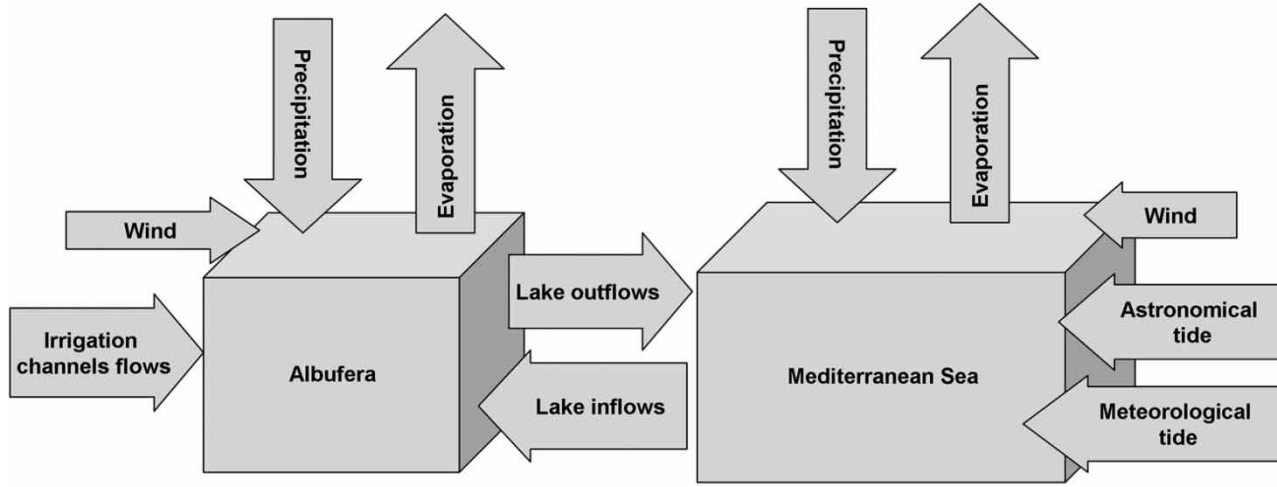 Precipitation
Evaporation
Wind
Irrigation
channels flows
Albufera
Lake outflows
Lake inflows
Precipitation
Evaporation
Wind
Astronomical
tide
Mediterranean Sea
Meteorological
tide